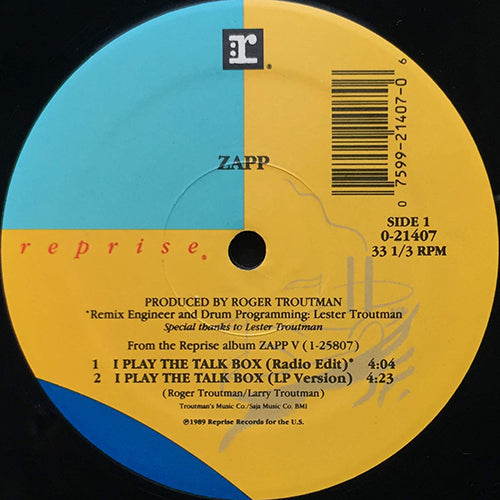 r
ZAPP
0 7599-21407-0 6
SIDE 1
0-21407
33 1/3 RPM
reprise
PRODUCED BY ROGER TROUTMAN
*Remix Engineer and Drum Programming: Lester Troutman
Special thanks to Lester Troutman
From the Reprise album ZAPP V (1-25807)
1 I PLAY THE TALK BOX (Radio Edit)* 4:04
2 I PLAY THE TALK BOX (LP Version) 4:23
(Roger Troutman/Larry Troutman)
Troutman's Music Co./Saja Music Co. BMI
℗1989 Reprise Records for the U.S.